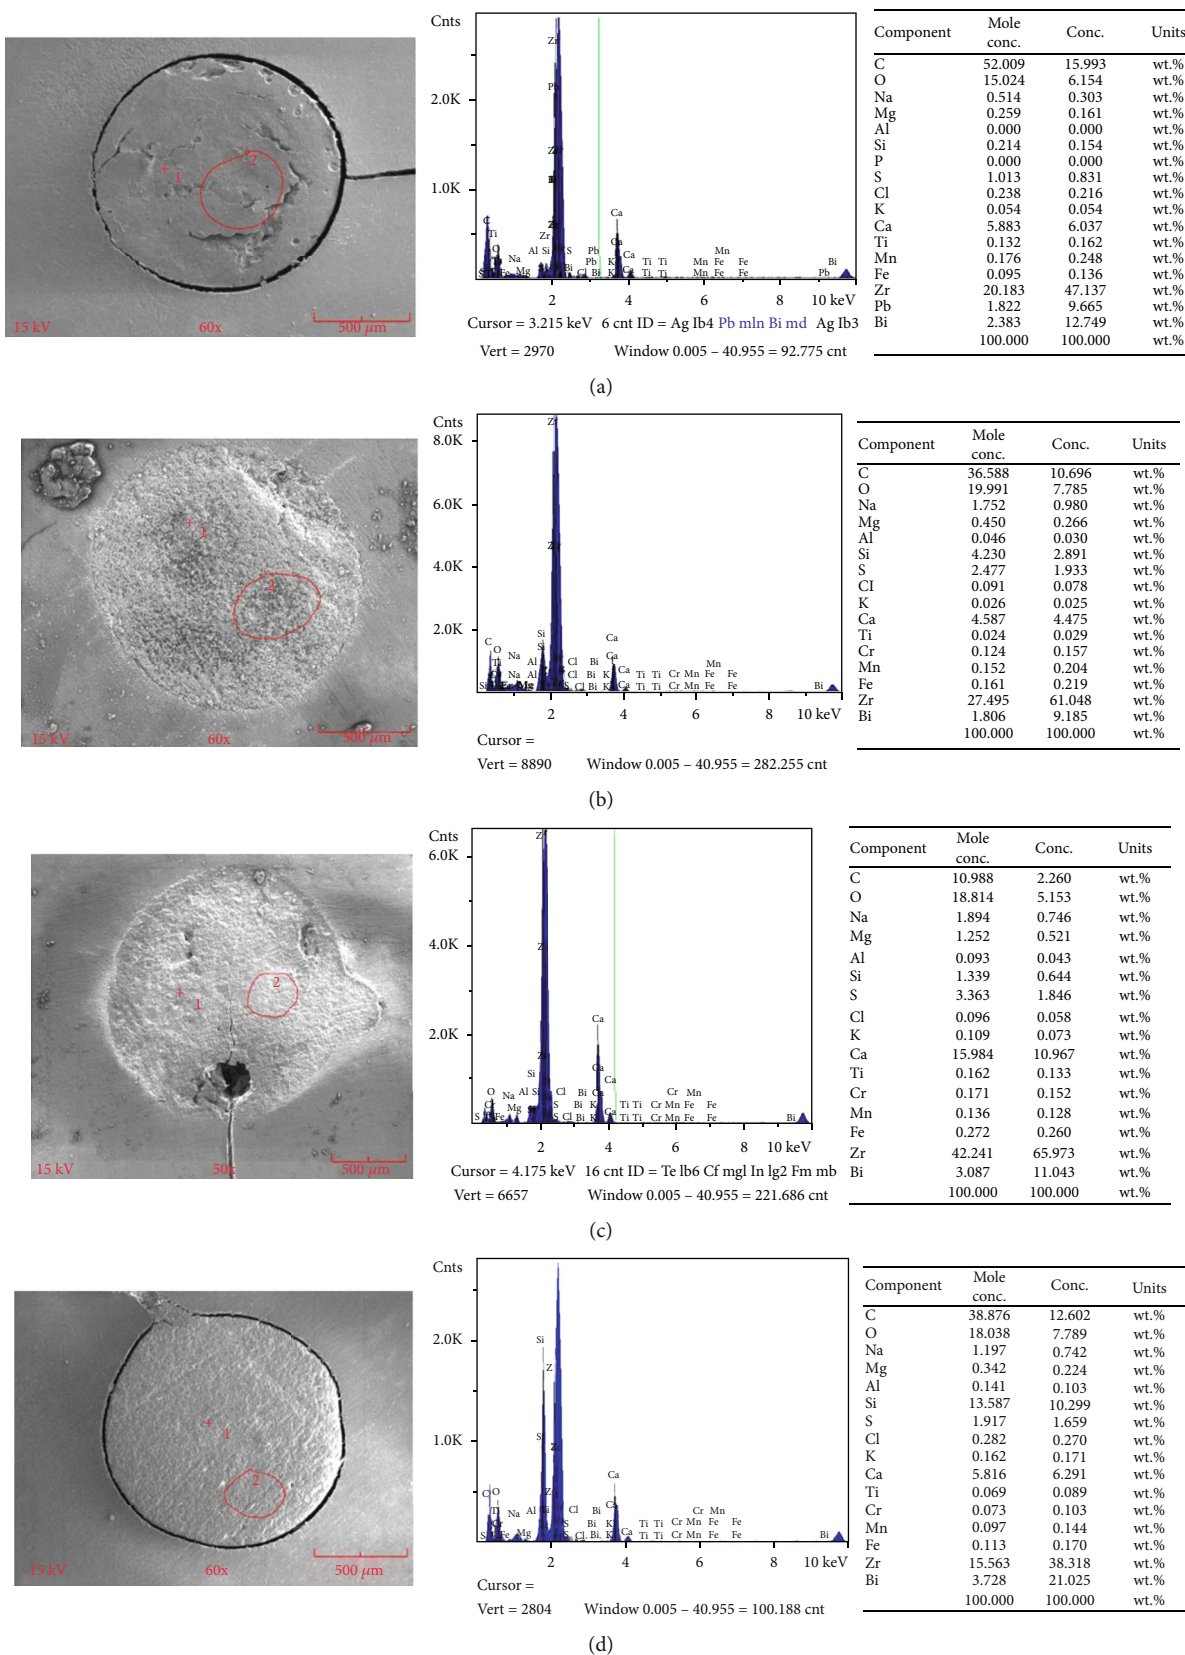 15 kV 60x 500 µm
1
2
Cnts
2.0K
1.0K
2 4 6 8 10 keV
Cursor = 3.215 keV 6 cnt ID = Ag Ib4 Pb mln Bi md Ag Ib3
Vert = 2970 Window 0.005 – 40.955 = 92.775 cnt
Component Mole conc. Conc. Units
C 52.009 15.993 wt.%
O 15.024 6.154 wt.%
Na 0.514 0.303 wt.%
Mg 0.259 0.161 wt.%
Al 0.000 0.000 wt.%
Si 0.214 0.154 wt.%
P 0.000 0.000 wt.%
S 1.013 0.831 wt.%
Cl 0.238 0.216 wt.%
K 0.054 0.054 wt.%
Ca 5.883 6.037 wt.%
Ti 0.132 0.162 wt.%
Mn 0.176 0.248 wt.%
Fe 0.095 0.136 wt.%
Zr 20.183 47.137 wt.%
Pb 1.822 9.665 wt.%
Bi 2.383 12.749 wt.%
100.000 100.000 wt.%
(a)
15 kV 60x 500 µm
1
2
Cnts
8.0K
6.0K
4.0K
2.0K
2 4 6 8 10 keV
Cursor =
Vert = 8890 Window 0.005 – 40.955 = 282.255 cnt
Component Mole conc. Conc. Units
C 36.588 10.696 wt.%
O 19.991 7.785 wt.%
Na 1.752 0.980 wt.%
Mg 0.450 0.266 wt.%
Al 0.046 0.030 wt.%
Si 4.230 2.891 wt.%
S 2.477 1.933 wt.%
CI 0.091 0.078 wt.%
K 0.026 0.025 wt.%
Ca 4.587 4.475 wt.%
Ti 0.024 0.029 wt.%
Cr 0.124 0.157 wt.%
Mn 0.152 0.204 wt.%
Fe 0.161 0.219 wt.%
Zr 27.495 61.048 wt.%
Bi 1.806 9.185 wt.%
100.000 100.000 wt.%
(b)
15 kV 50x 500 µm
1
2
Cnts
6.0K
4.0K
2.0K
2 4 6 8 10 keV
Cursor = 4.175 keV 16 cnt ID = Te lb6 Cf mgl In lg2 Fm mb
Vert = 6657 Window 0.005 – 40.955 = 221.686 cnt
Component Mole conc. Conc. Units
C 10.988 2.260 wt.%
O 18.814 5.153 wt.%
Na 1.894 0.746 wt.%
Mg 1.252 0.521 wt.%
Al 0.093 0.043 wt.%
Si 1.339 0.644 wt.%
S 3.363 1.846 wt.%
Cl 0.096 0.058 wt.%
K 0.109 0.073 wt.%
Ca 15.984 10.967 wt.%
Ti 0.162 0.133 wt.%
Cr 0.171 0.152 wt.%
Mn 0.136 0.128 wt.%
Fe 0.272 0.260 wt.%
Zr 42.241 65.973 wt.%
Bi 3.087 11.043 wt.%
100.000 100.000 wt.%
(c)
15 kV 60x 500 µm
1
2
Cnts
2.0K
1.0K
2 4 6 8 10 keV
Cursor =
Vert = 2804 Window 0.005 – 40.955 = 100.188 cnt
Component Mole conc. Conc. Units
C 38.876 12.602 wt.%
O 18.038 7.789 wt.%
Na 1.197 0.742 wt.%
Mg 0.342 0.224 wt.%
Al 0.141 0.103 wt.%
Si 13.587 10.299 wt.%
S 1.917 1.659 wt.%
Cl 0.282 0.270 wt.%
K 0.162 0.171 wt.%
Ca 5.816 6.291 wt.%
Ti 0.069 0.089 wt.%
Cr 0.073 0.103 wt.%
Mn 0.097 0.144 wt.%
Fe 0.113 0.170 wt.%
Zr 15.563 38.318 wt.%
Bi 3.728 21.025 wt.%
100.000 100.000 wt.%
(d)